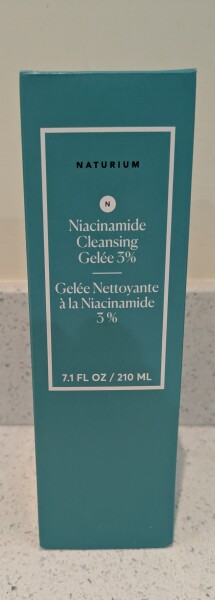 NATURIUM
N
Niacinamide
Cleansing
Gelée 3%
Gelée Nettoyante
à la Niacinamide
3 %
7.1 FL OZ / 210 ML